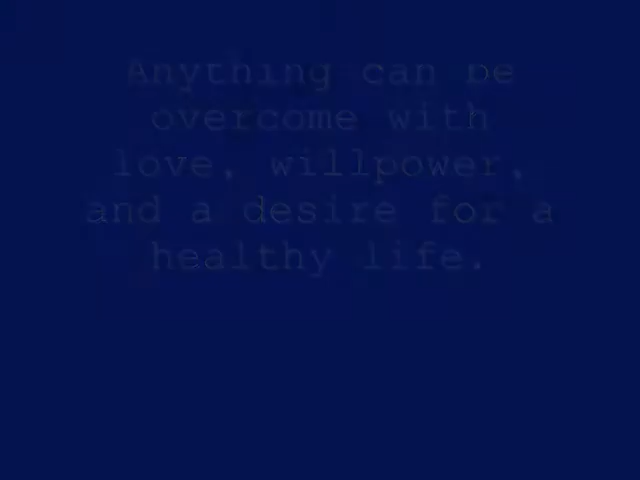 Anything can be
overcome with
love, willpower,
and a desire for a
healthy life.